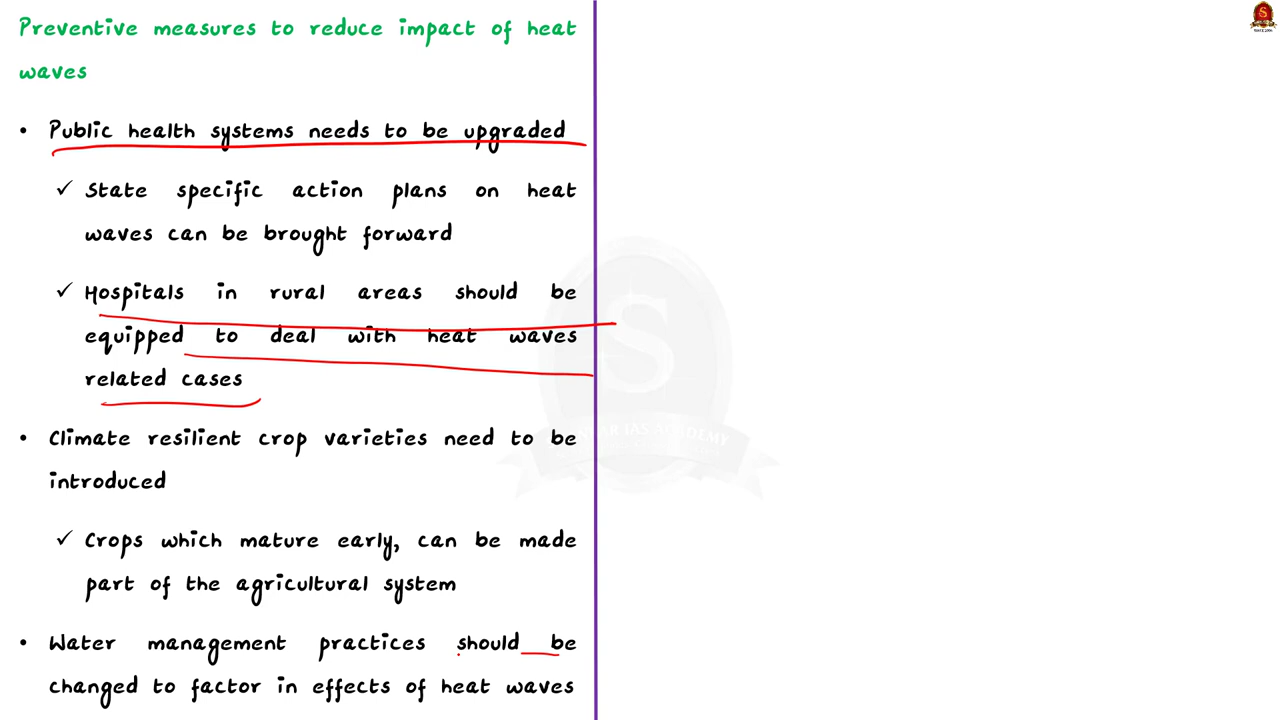 Preventive measures to reduce impact of heat
waves
• Public health systems needs to be upgraded
✓ State specific action plans on heat
waves can be brought forward
✓ Hospitals in rural areas should be
equipped to deal with heat waves
related cases
• Climate resilient crop varieties need to be
introduced
✓ Crops which mature early, can be made
part of the agricultural system
• Water management practices should be
changed to factor in effects of heat waves
S
IAS ACADEMY